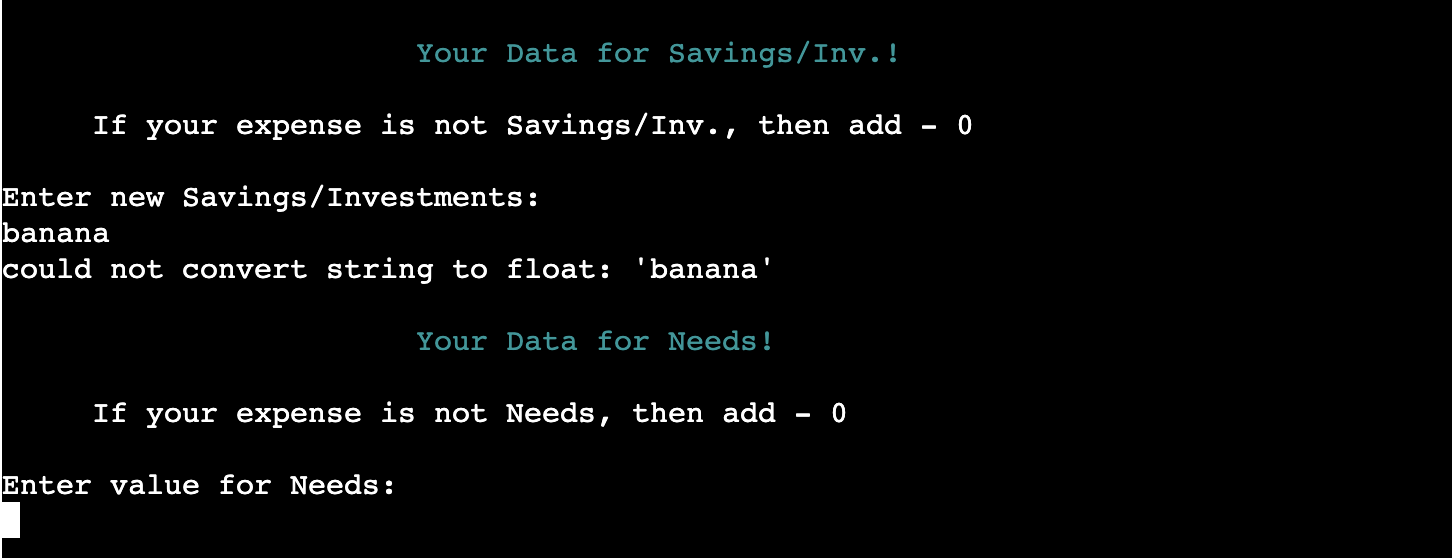 Your Data for Savings/Inv.!
If your expense is not Savings/Inv., then add - 0
Enter new Savings/Investments:
banana
could not convert string to float: 'banana'
Your Data for Needs!
If your expense is not Needs, then add - 0
Enter value for Needs: